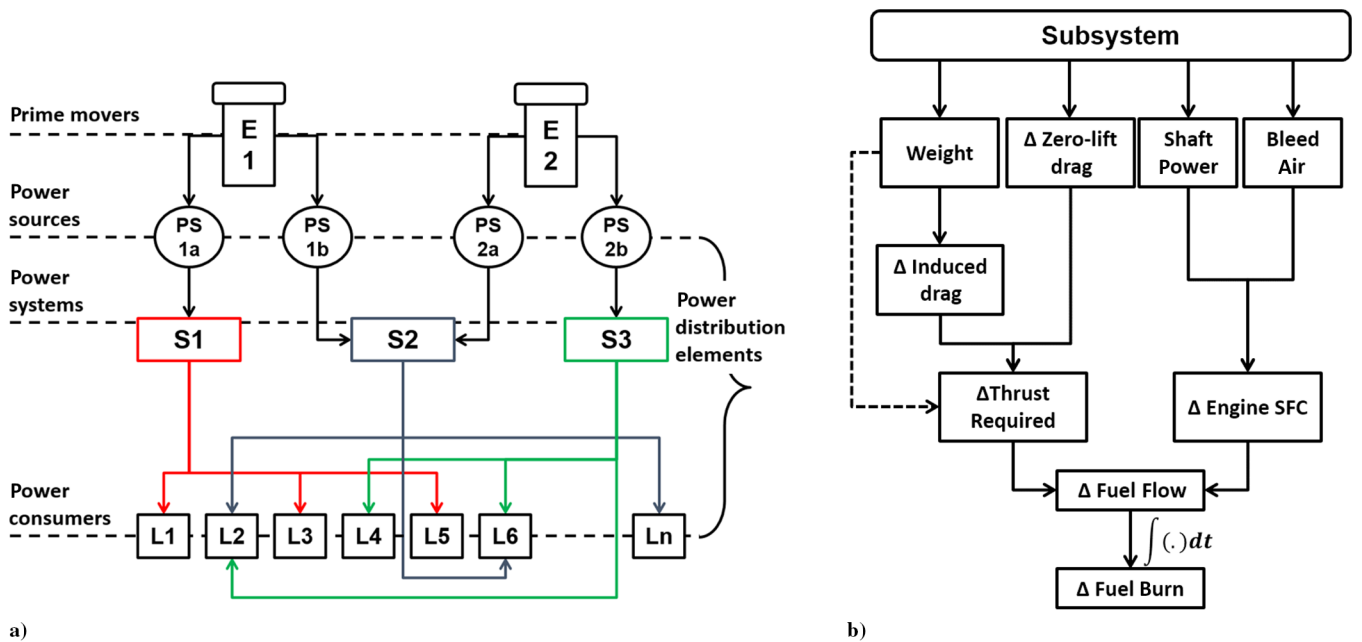 Prime movers
E
1
E
2
Power
sources
PS
1a
PS
1b
PS
2a
PS
2b
Power
systems
S1
S2
S3
Power
distribution
elements
Power
consumers
L1
L2
L3
L4
L5
L6
Ln
a)
Subsystem
Weight
Δ Zero-lift
drag
Shaft
Power
Bleed
Air
Δ Induced
drag
ΔThrust
Required
Δ Engine SFC
Δ Fuel Flow
∫(.)dt
Δ Fuel Burn
b)